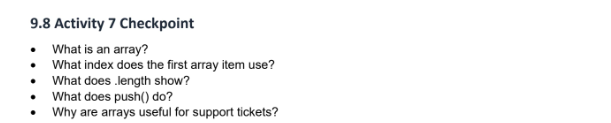 9.8 Activity 7 Checkpoint
• What is an array?
• What index does the first array item use?
• What does .length show?
• What does push() do?
• Why are arrays useful for support tickets?